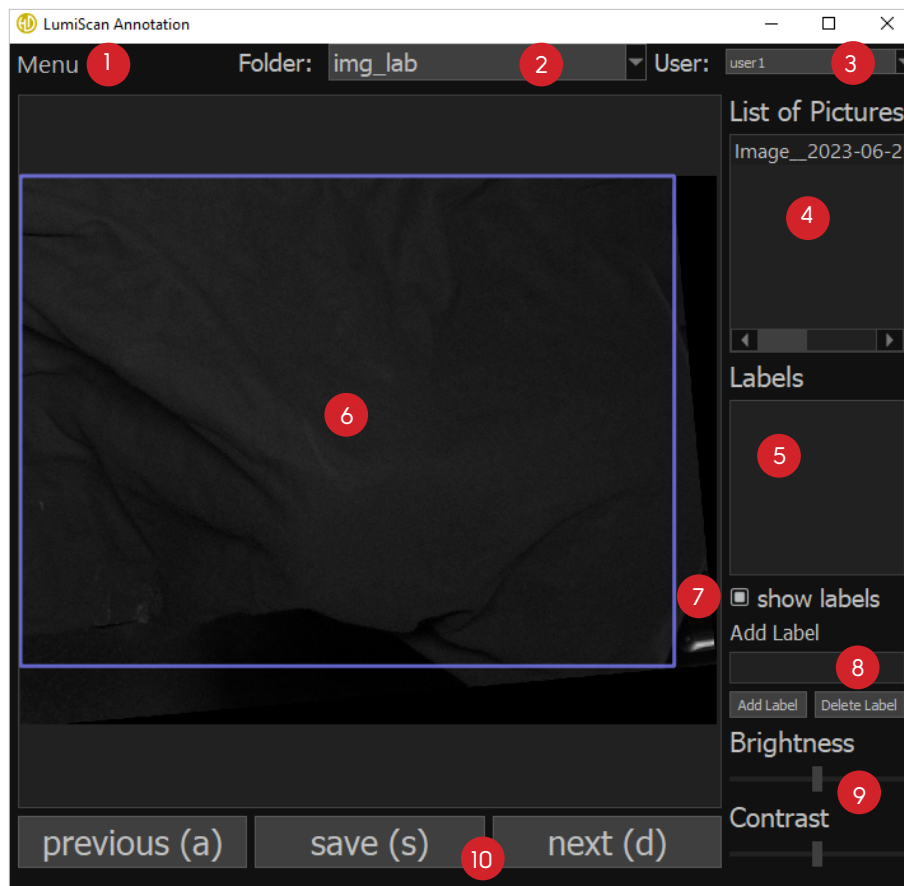 LumiScan Annotation
Menu 1 Folder: img_lab 2 User: user1 3
List of Pictures
Image__2023-06-2
4
Labels
5
6
7 show labels
Add Label
8
Add Label Delete Label
Brightness
9
Contrast
previous (a) save (s) 10 next (d)